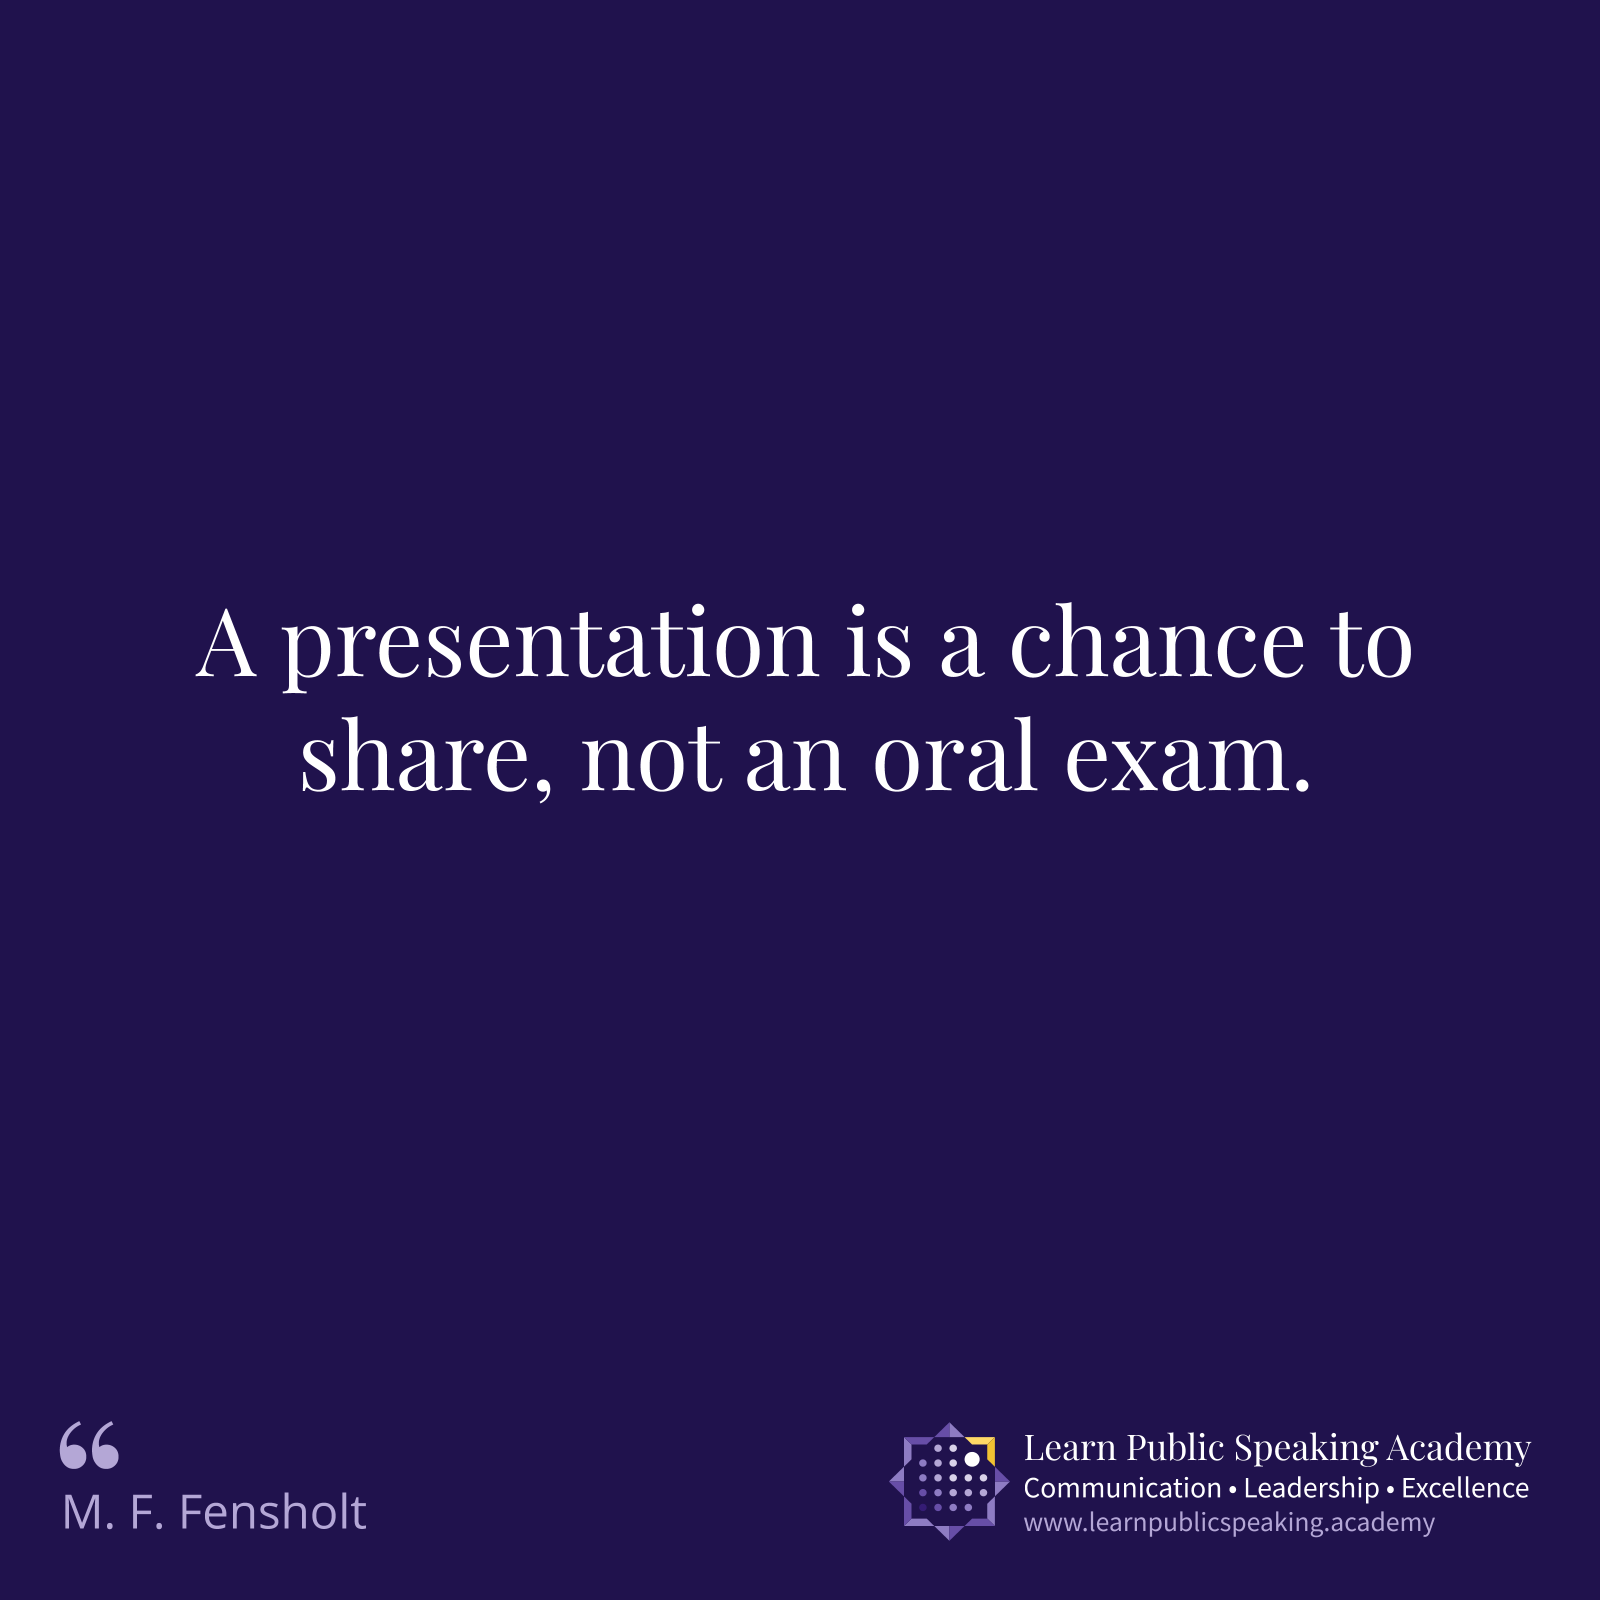 A presentation is a chance to
share, not an oral exam.
“
M. F. Fensholt
Learn Public Speaking Academy
Communication • Leadership • Excellence
www.learnpublicspeaking.academy